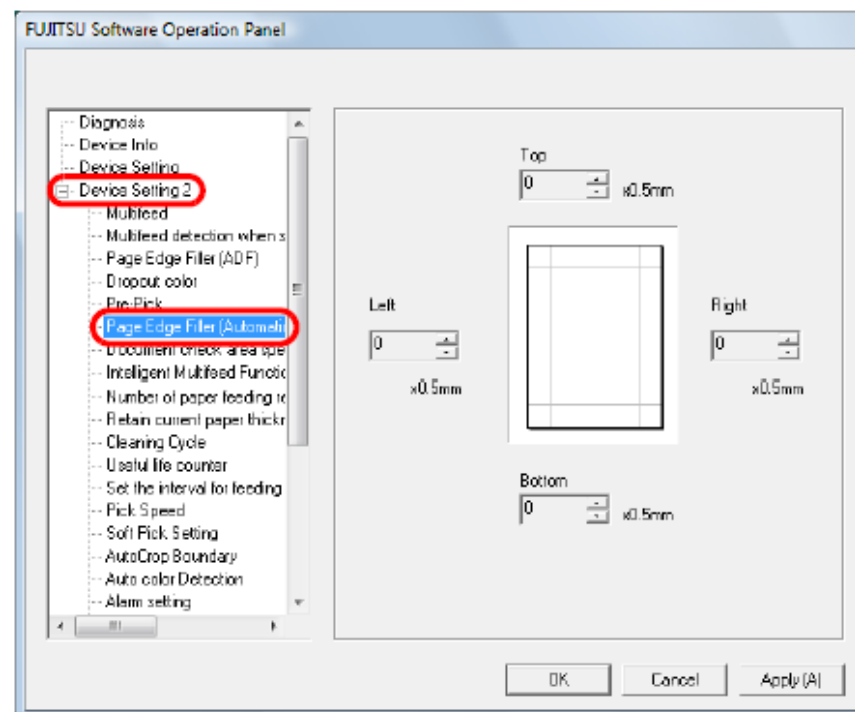 FUJITSU Software Operation Panel
Diagnosis
Device Info
Device Setting
Device Setting 2
Multifeed
Multifeed detection when s
Page Edge Filler (ADF)
Dropout color
Pre-Pick
Page Edge Filler (Automatic
Document check area spe
Intelligent Multifeed Functio
Number of paper feeding re
Retain current paper thickn
Cleaning Cycle
Useful life counter
Set the interval for feeding
Pick Speed
Soft Pick Setting
AutoCrop Boundary
Auto color Detection
Alarm setting
Top
0
x0.5mm
Left
0
x0.5mm
Right
0
x0.5mm
Bottom
0
x0.5mm
OK
Cancel
Apply (A)